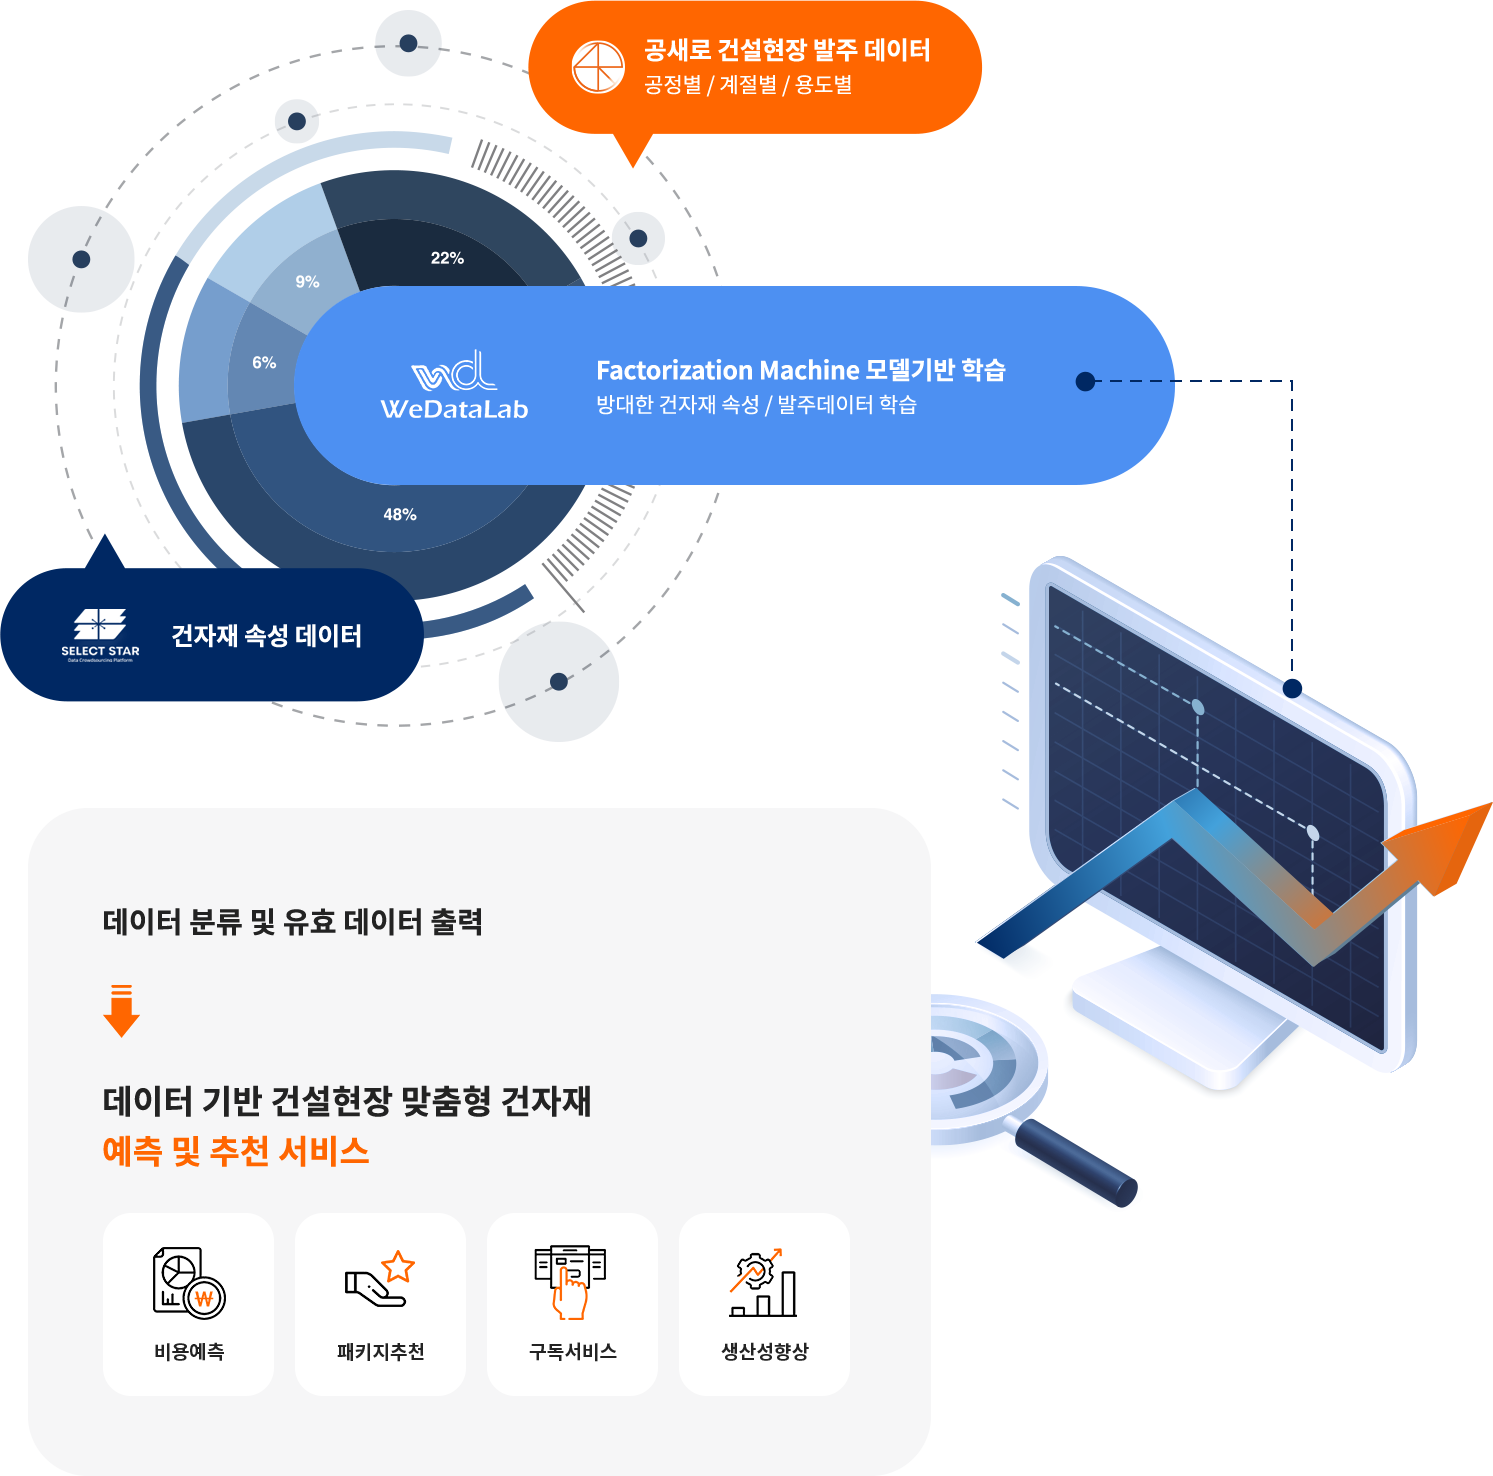 공새로 건설현장 발주 데이터
공정별 / 계절별 / 용도별
22%
9%
6%
48%
WeDataLab
Factorization Machine 모델기반 학습
방대한 건자재 속성 / 발주데이터 학습
SELECT STAR
Data Crowdsourcing Platform
건자재 속성 데이터
데이터 분류 및 유효 데이터 출력
데이터 기반 건설현장 맞춤형 건자재
예측 및 추천 서비스
비용예측
패키지추천
구독서비스
생산성향상